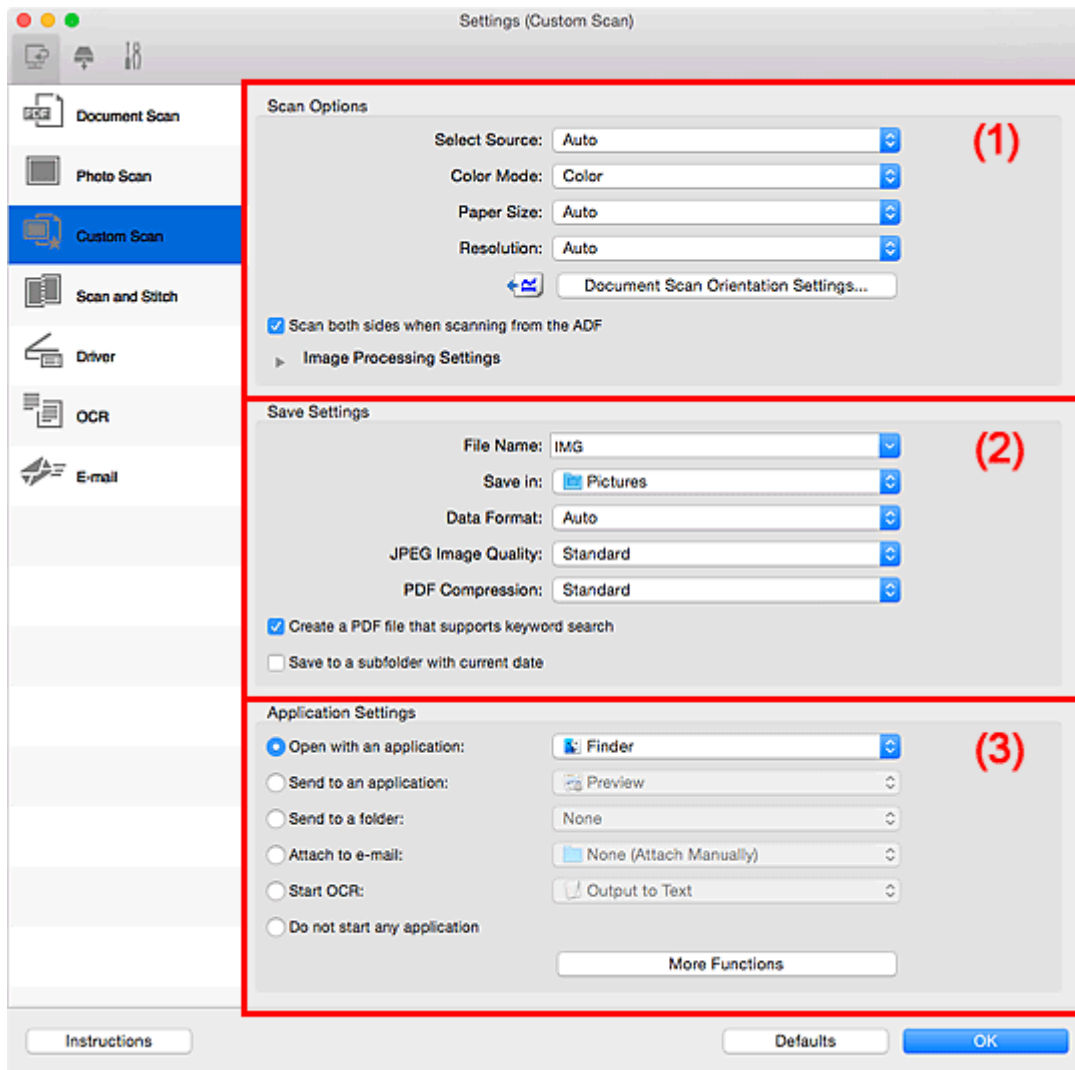 Settings (Custom Scan)
Document Scan
Photo Scan
Custom Scan
Scan and Stitch
Driver
OCR
E-mail
Scan Options
(1)
Select Source: Auto
Color Mode: Color
Paper Size: Auto
Resolution: Auto
Document Scan Orientation Settings...
Scan both sides when scanning from the ADF
Image Processing Settings
Save Settings
(2)
File Name: IMG
Save in: Pictures
Data Format: Auto
JPEG Image Quality: Standard
PDF Compression: Standard
Create a PDF file that supports keyword search
Save to a subfolder with current date
Application Settings
(3)
Open with an application: Finder
Send to an application: Preview
Send to a folder: None
Attach to e-mail: None (Attach Manually)
Start OCR: Output to Text
Do not start any application
More Functions
Instructions
Defaults
OK